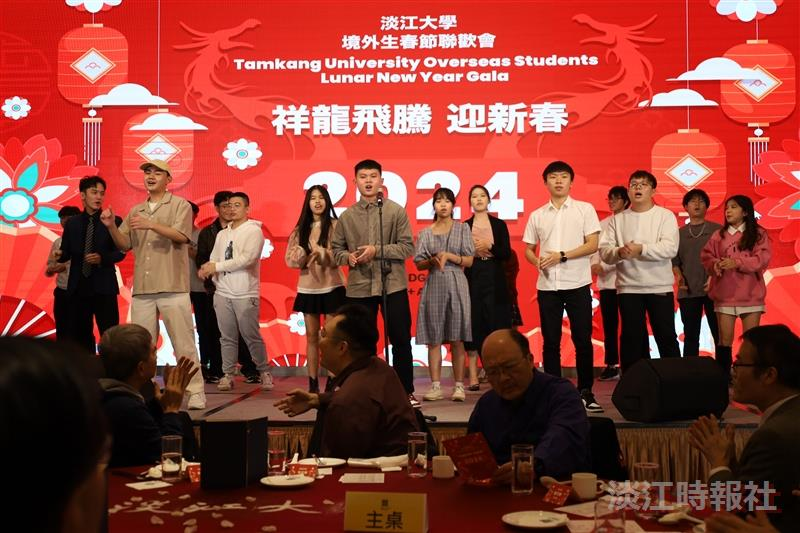 淡江大學
境外生春節聯歡會
Tamkang University Overseas Students
Lunar New Year Gala
祥龍飛騰 迎新春
2024
DG
主桌
淡江時報社